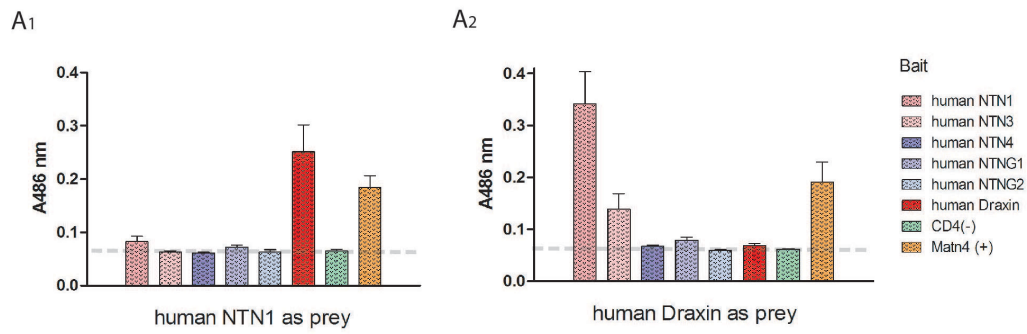 A1
A486 nm
0.4
0.3
0.2
0.1
0.0
human NTN1 as prey
A2
A486 nm
0.4
0.3
0.2
0.1
0.0
human Draxin as prey
Bait
human NTN1
human NTN3
human NTN4
human NTNG1
human NTNG2
human Draxin
CD4(-)
Matn4 (+)